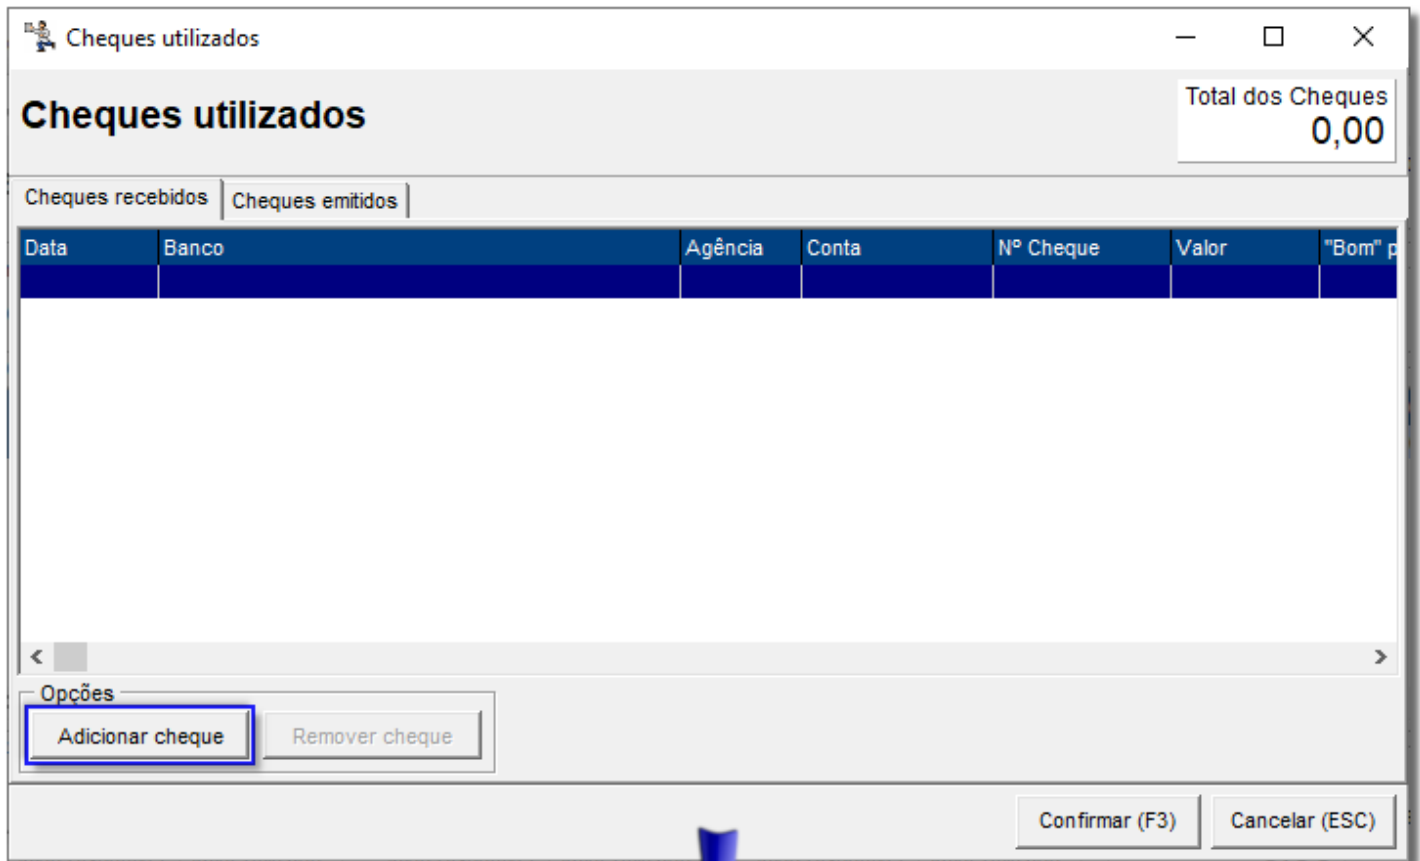 Cheques utilizados
Cheques utilizados
Total dos Cheques
0,00
Cheques recebidos
Cheques emitidos
Data Banco Agência Conta Nº Cheque Valor "Bom" p
Opções
Adicionar cheque Remover cheque
Confirmar (F3) Cancelar (ESC)